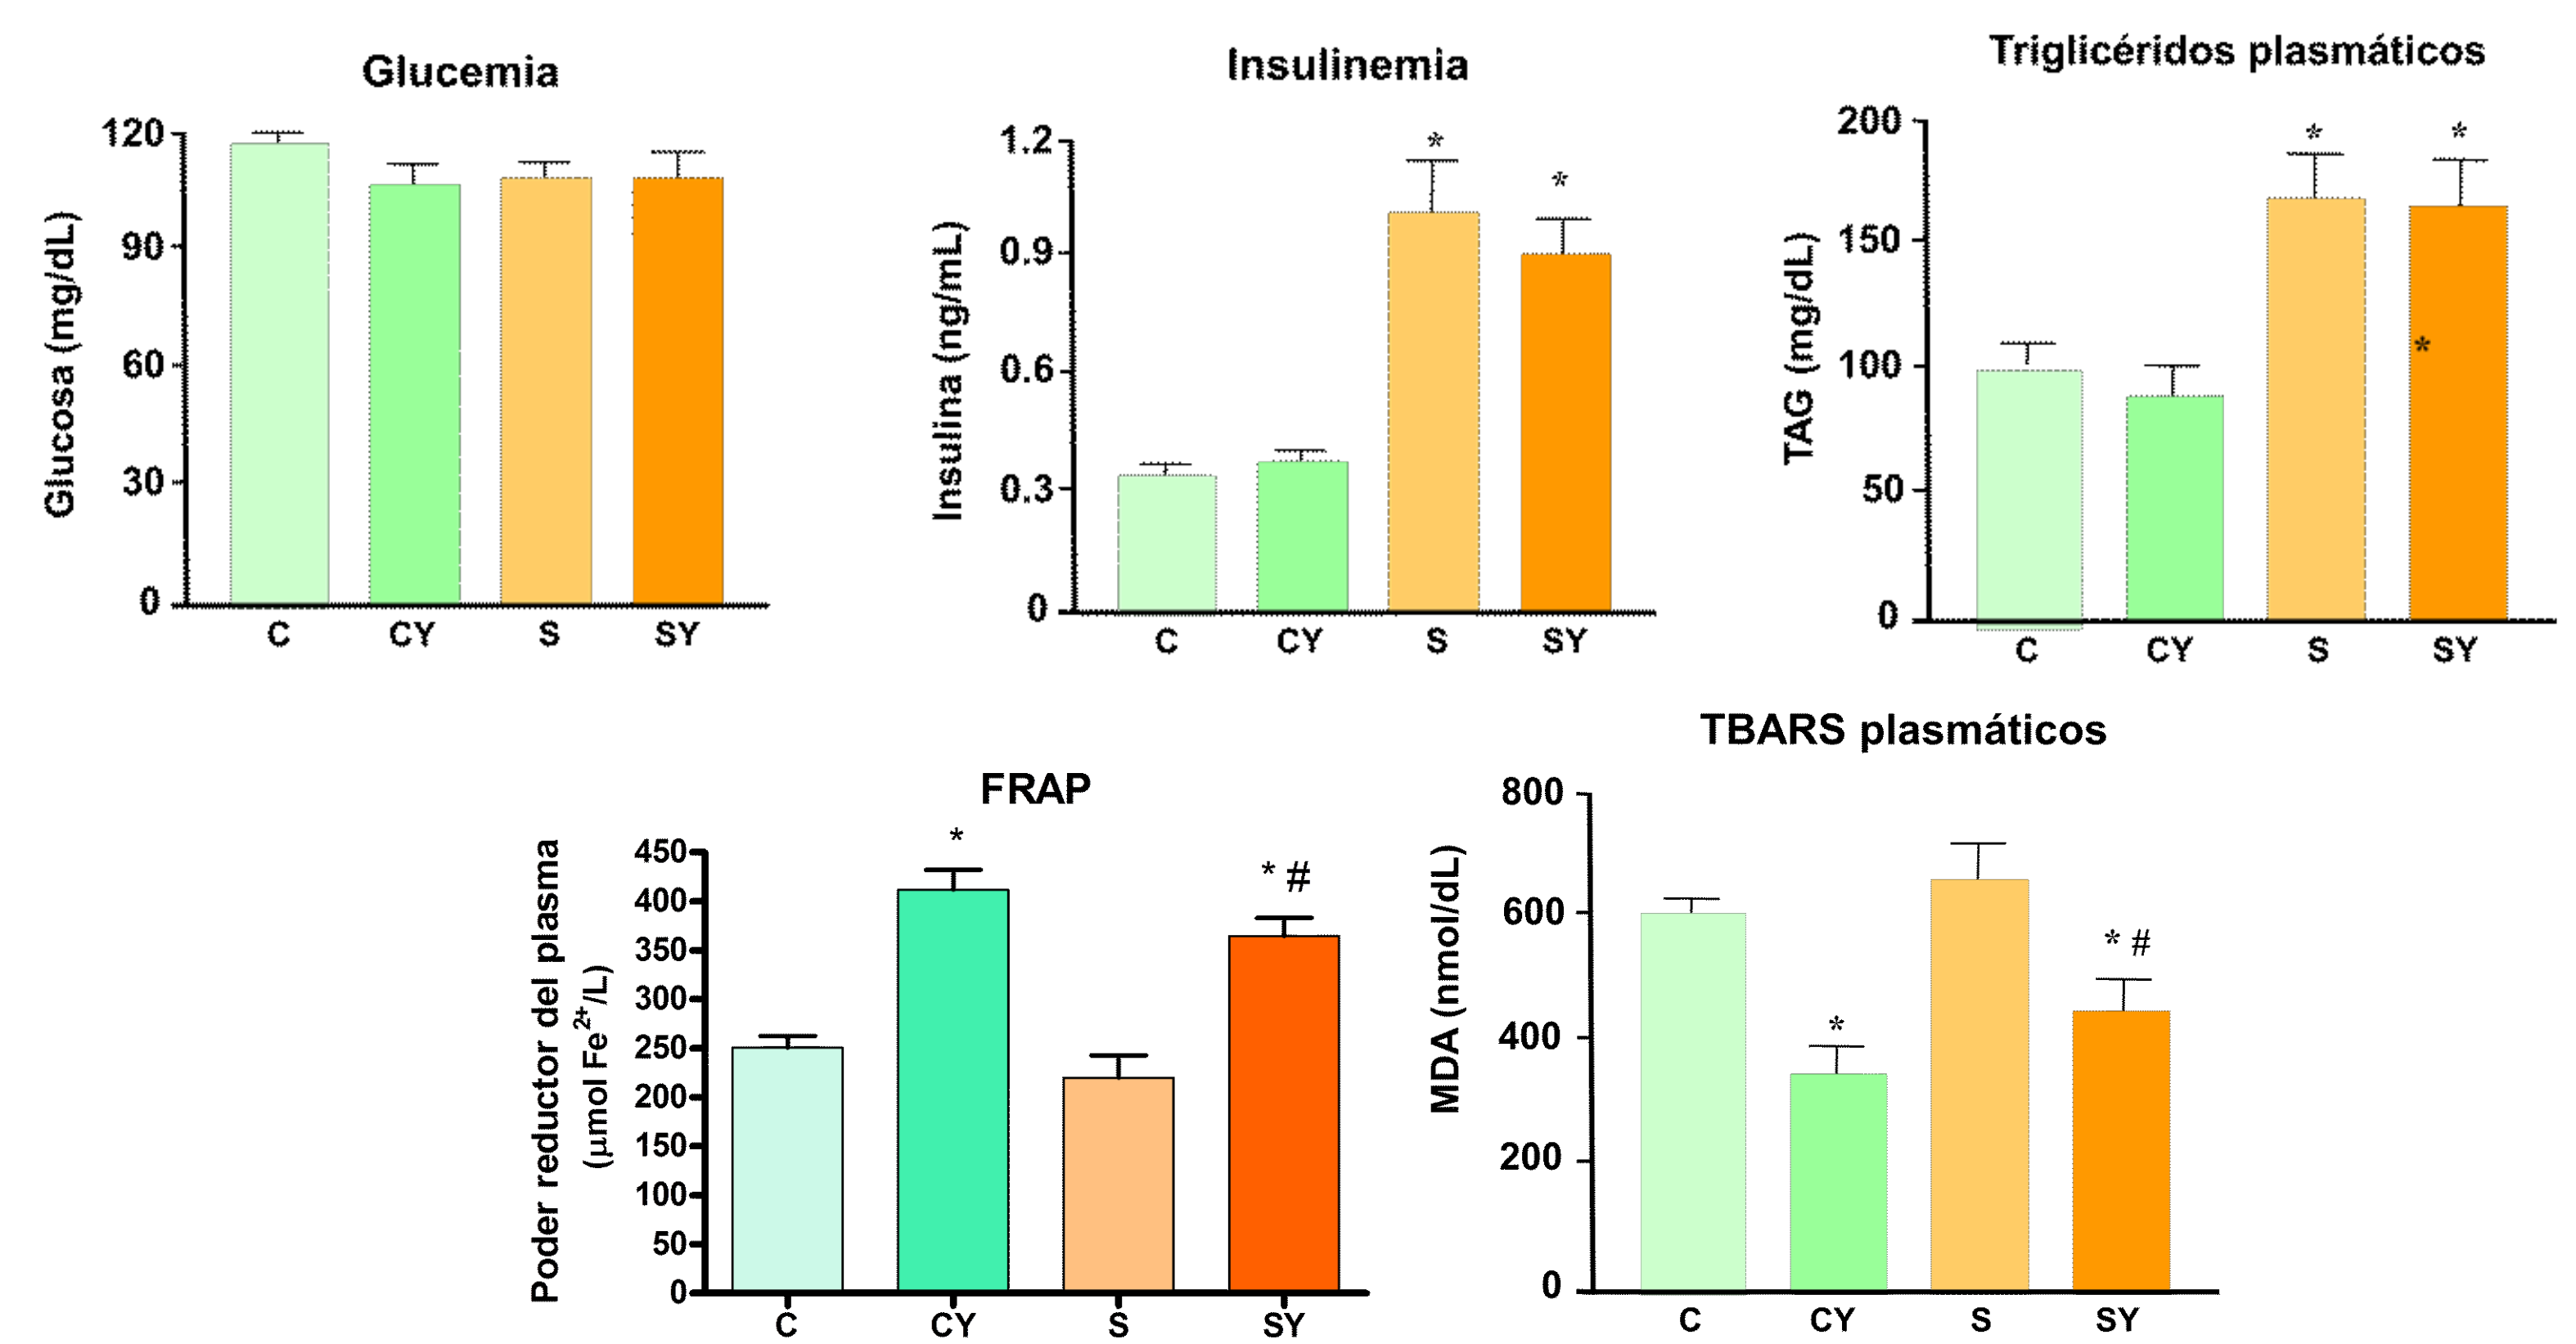 Glucemia
Glucosa (mg/dL)
120
90
60
30
0
C CY S SY
Insulinemia
Insulina (ng/mL)
1.2
0.9
0.6
0.3
0
* *
C CY S SY
Triglicéridos plasmáticos
TAG (mg/dL)
200
150
100
50
0
* *
*
C CY S SY
FRAP
Poder reductor del plasma
(µmol Fe²⁺/L)
450
400
350
300
250
200
150
100
50
0
* * #
C CY S SY
TBARS plasmáticos
MDA (nmol/dL)
800
600
400
200
0
* * #
C CY S SY